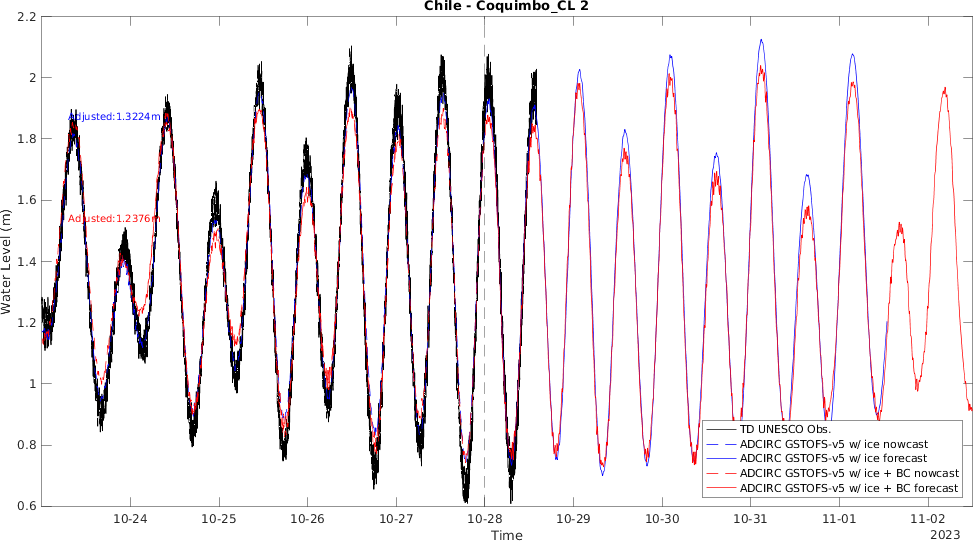 Chile - Coquimbo_CL 2
2.2
2
1.8
1.6
1.4
1.2
1
0.8
0.6
Water Level (m)
Adjusted:1.3224m
Adjusted:1.2376m
TD UNESCO Obs.
ADCIRC GSTOFS-v5 w/ ice nowcast
ADCIRC GSTOFS-v5 w/ ice forecast
ADCIRC GSTOFS-v5 w/ ice + BC nowcast
ADCIRC GSTOFS-v5 w/ ice + BC forecast
10-24 10-25 10-26 10-27 10-28 10-29 10-30 10-31 11-01 11-02
Time
2023